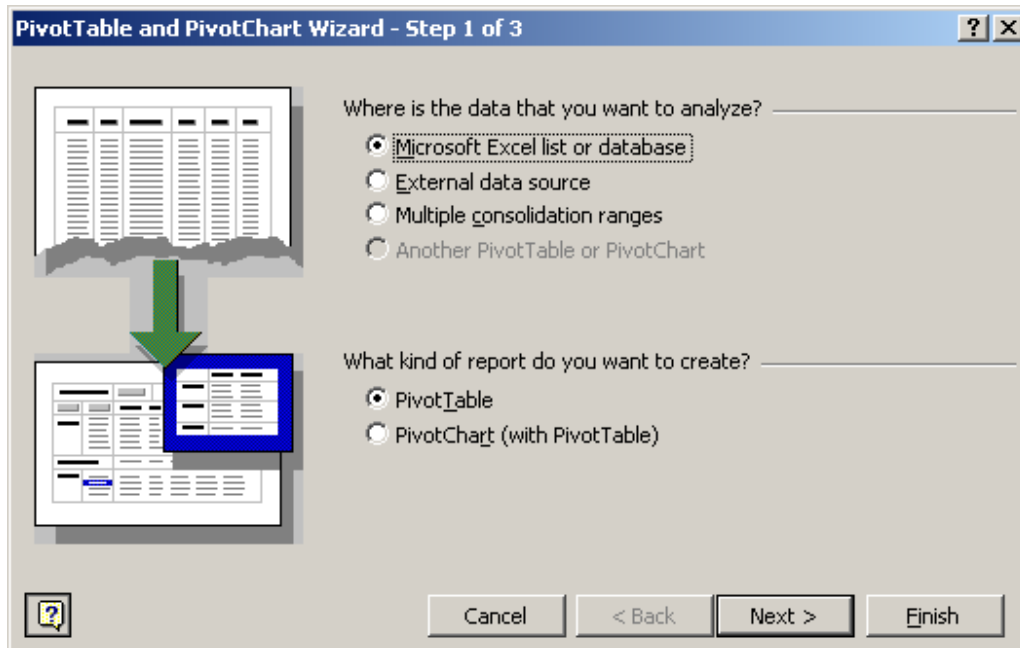 PivotTable and PivotChart Wizard - Step 1 of 3
Where is the data that you want to analyze?
Microsoft Excel list or database
External data source
Multiple consolidation ranges
Another PivotTable or PivotChart
What kind of report do you want to create?
PivotTable
PivotChart (with PivotTable)
Cancel
< Back
Next >
Finish